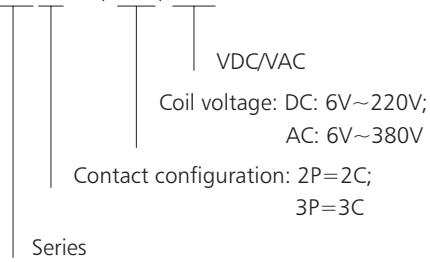 VDC/VAC
Coil voltage: DC: 6V~220V;
AC: 6V~380V
Contact configuration: 2P=2C;
3P=3C
Series